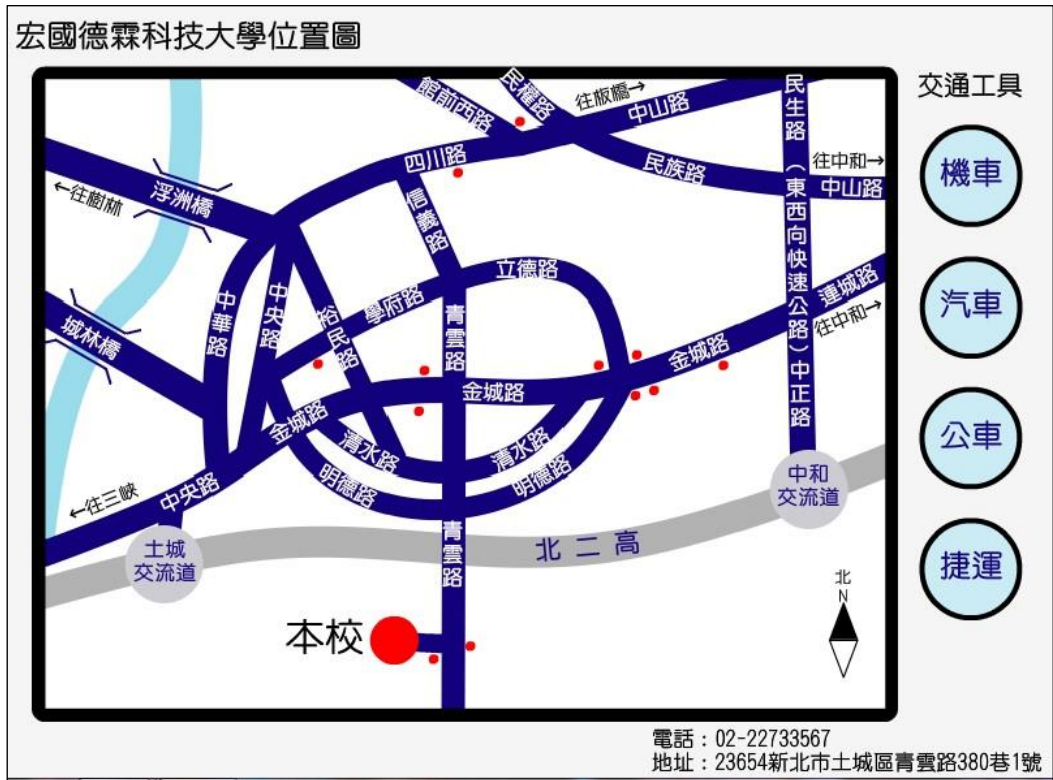 宏國德霖科技大學位置圖
交通工具
機車
汽車
公車
捷運
館前西路
民權路
往板橋→
中山路
民生路(東西向快速公路)中正路
四川路
民族路
往中和→
中山路
浮洲橋
←往樹林
信義路
立德路
連城路
往中和→
中華路
中央路
裕民路
學府路
青雲路
城林橋
金城路
金城路
金城路
清水路
清水路
明德路
明德路
中央路
←往三峽
中和
交流道
土城
交流道
青雲路
北二高
北
N
本校
電話:02-22733567
地址:23654新北市土城區青雲路380巷1號